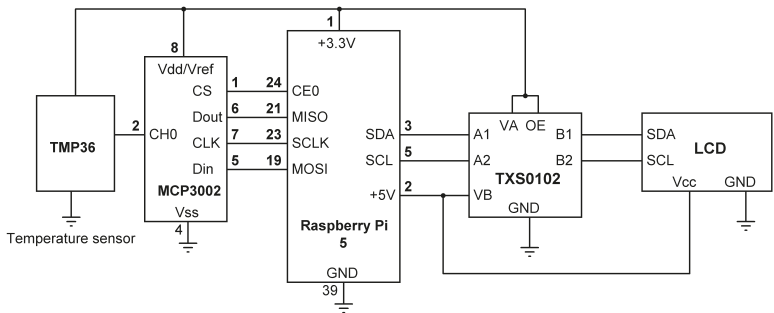 1
+3.3V
8
Vdd/Vref
CS 1 24 CE0
Dout 6 21 MISO
CLK 7 23 SCLK
Din 5 19 MOSI
2 CH0
TMP36
MCP3002
Vss
4
Temperature sensor
SDA 3
SCL 5
+5V 2
Raspberry Pi
5
GND
39
VA OE
A1 B1
A2 B2
TXS0102
VB
GND
SDA
SCL
LCD
Vcc GND